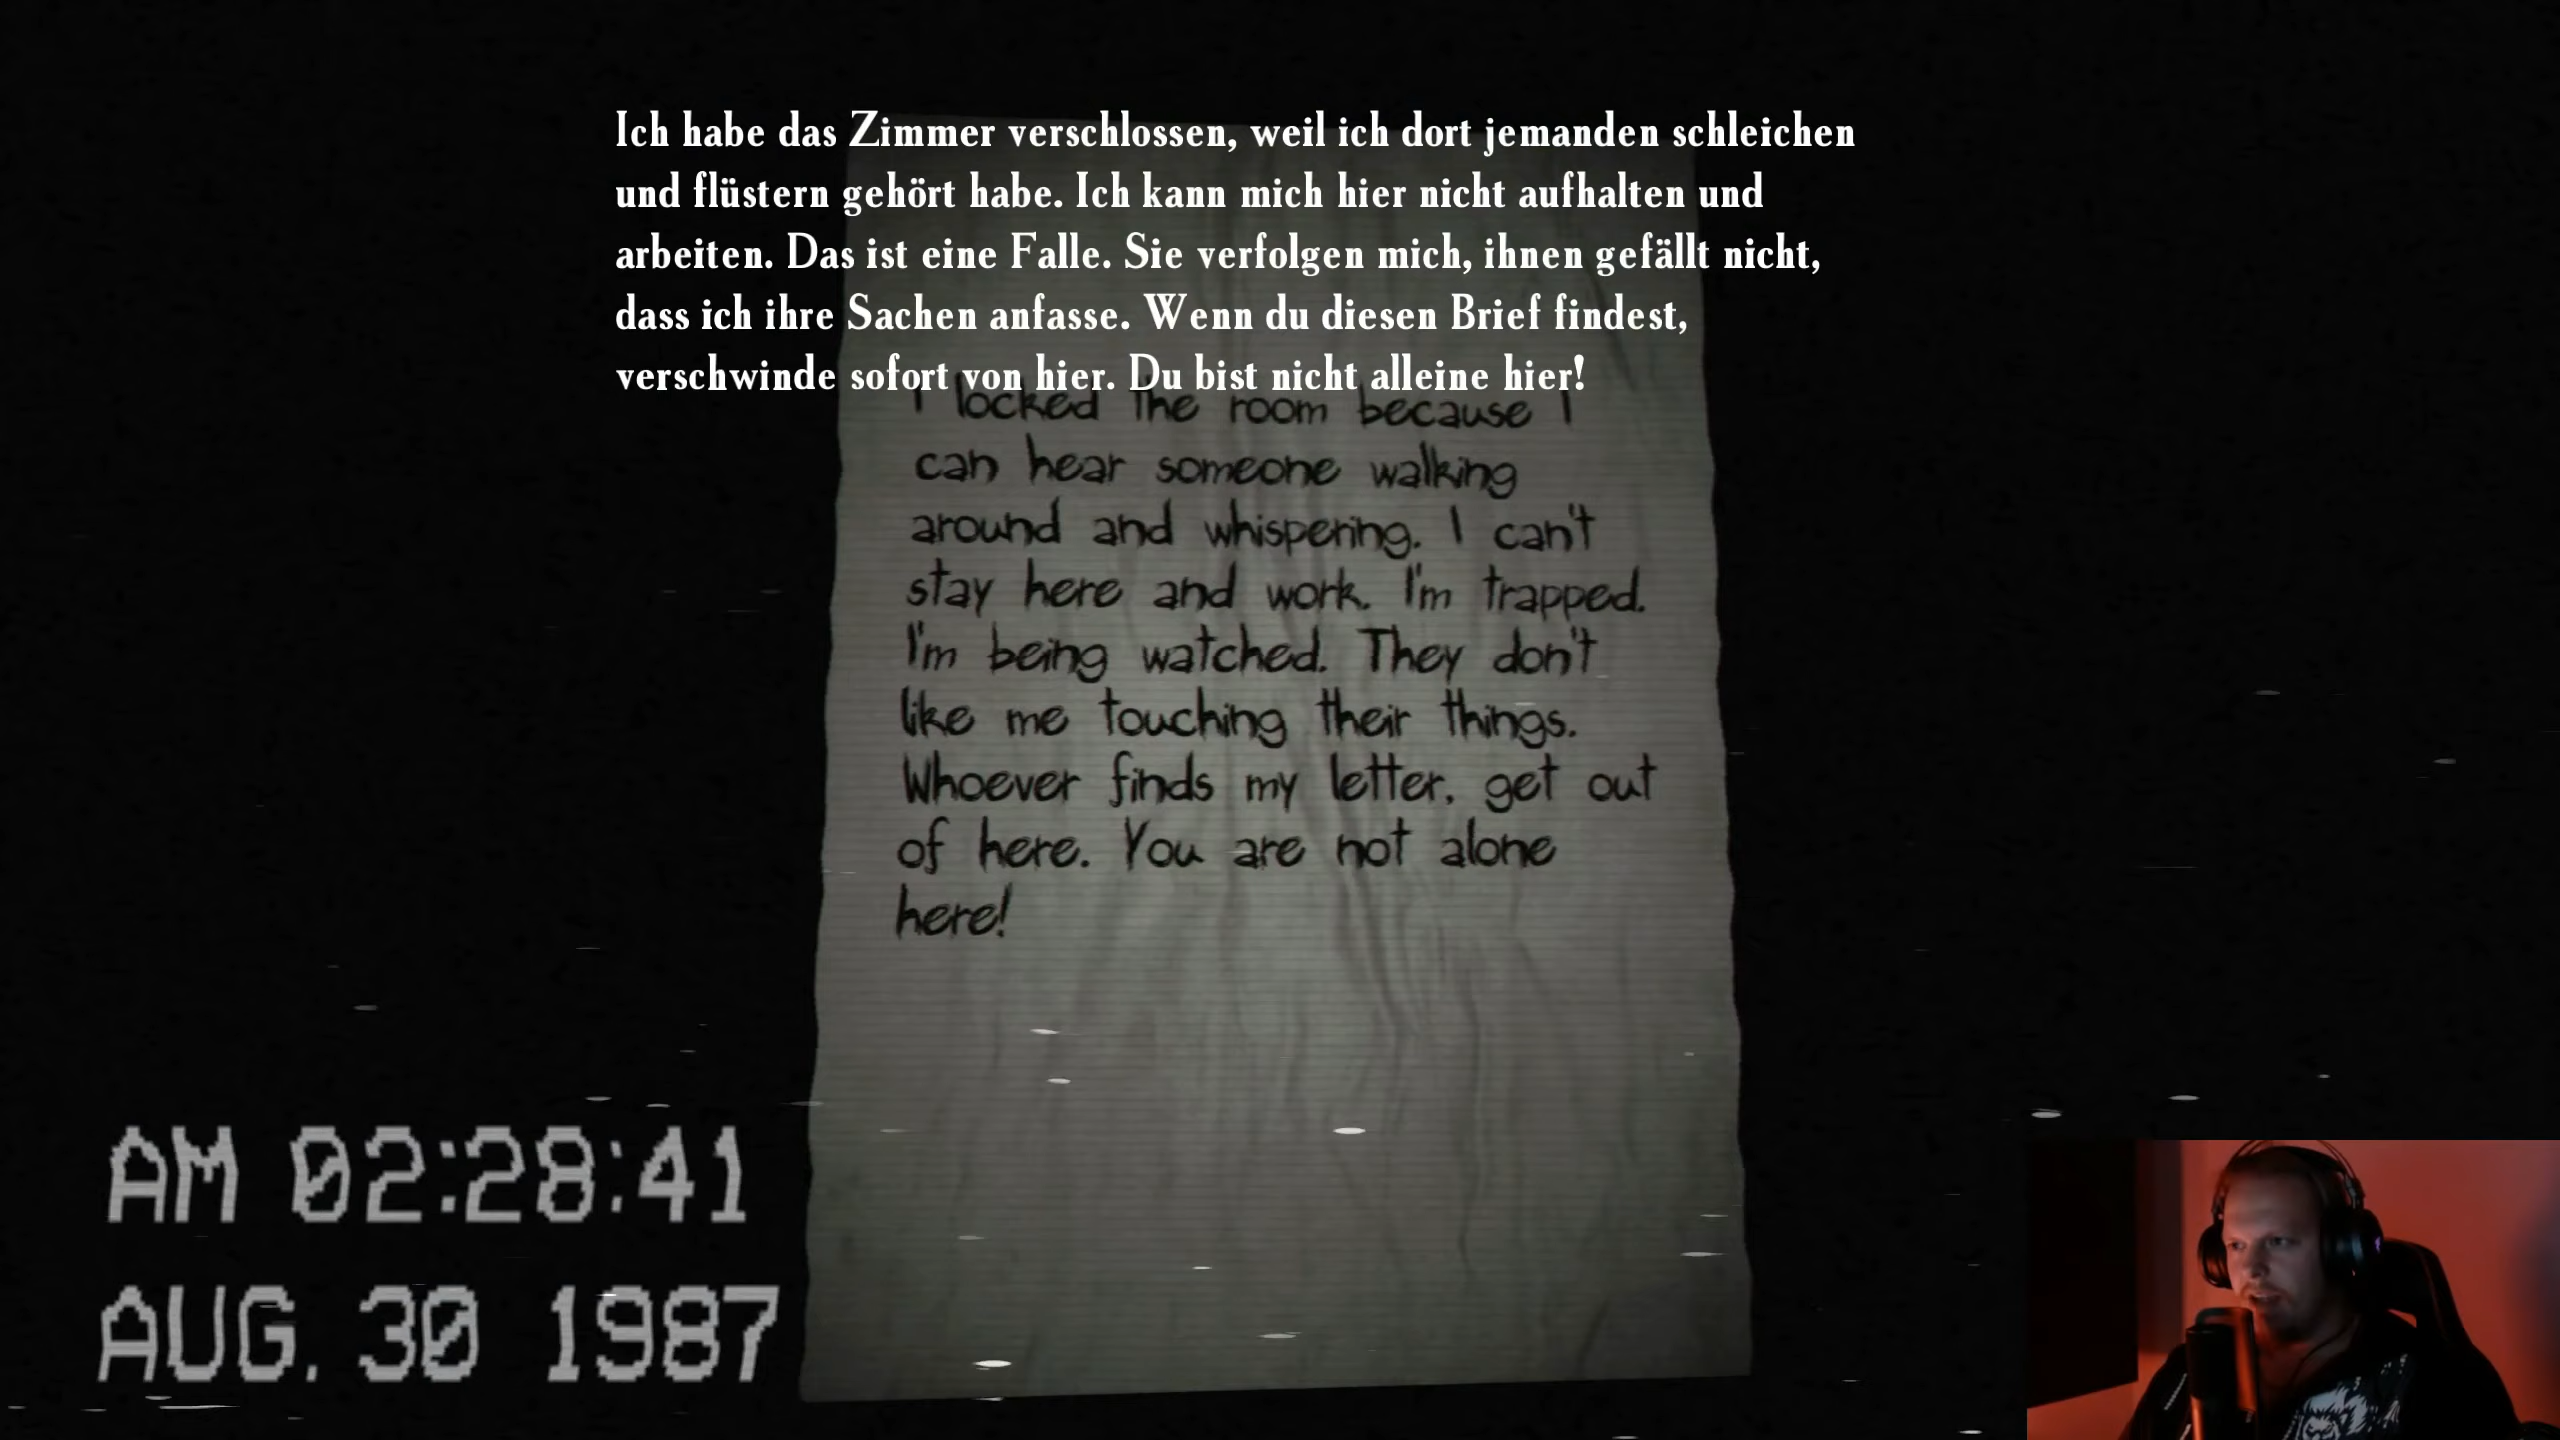 Ich habe das Zimmer verschlossen, weil ich dort jemanden schleichen
und flüstern gehört habe. Ich kann mich hier nicht aufhalten und
arbeiten. Das ist eine Falle. Sie verfolgen mich, ihnen gefällt nicht,
dass ich ihre Sachen anfasse. Wenn du diesen Brief findest,
verschwinde sofort von hier. Du bist nicht alleine hier!
I locked the room because I
can hear someone walking
around and whispering. I can't
stay here and work. I'm trapped.
I'm being watched. They don't
like me touching their things.
Whoever finds my letter, get out
of here. You are not alone
here!
AM 02:28:41
AUG. 30 1987